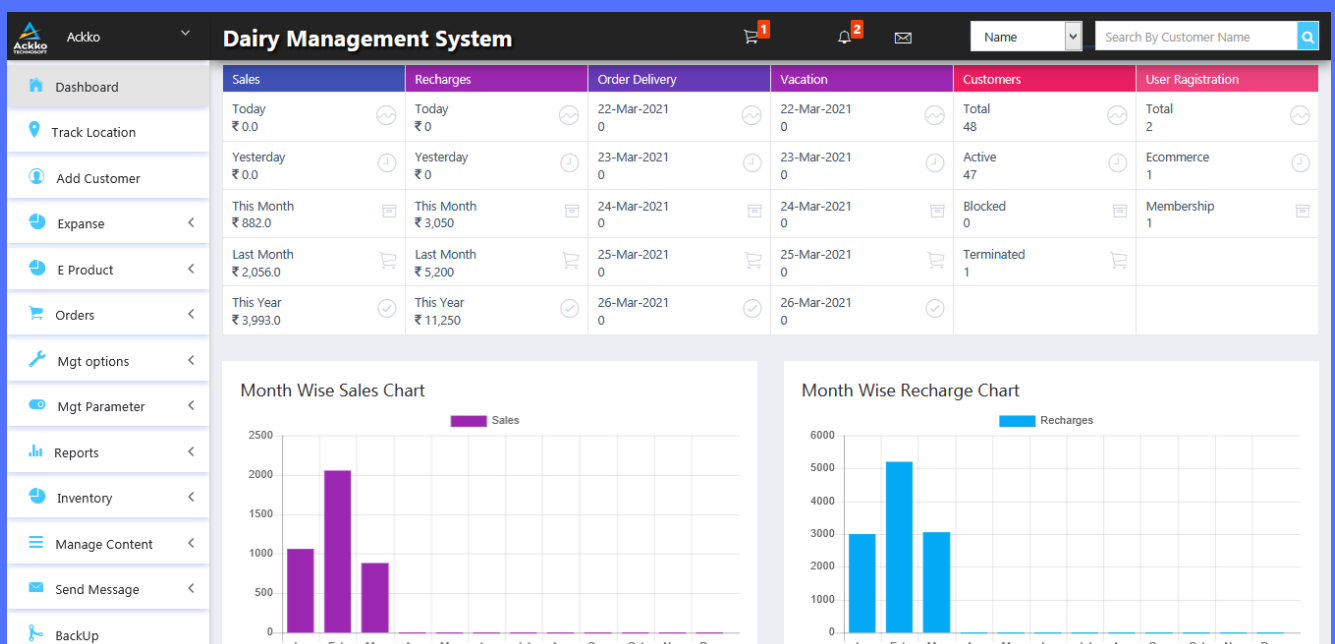 Ackko
TECHNOSOFT
Ackko
Dairy Management System
1
2
Name
Search By Customer Name
Dashboard
Track Location
Add Customer
Expanse
E Product
Orders
Mgt options
Mgt Parameter
Reports
Inventory
Manage Content
Send Message
BackUp
Sales
Today
₹ 0.0
Yesterday
₹ 0.0
This Month
₹ 882.0
Last Month
₹ 2,056.0
This Year
₹ 3,993.0
Recharges
Today
₹ 0
Yesterday
₹ 0
This Month
₹ 3,050
Last Month
₹ 5,200
This Year
₹ 11,250
Order Delivery
22-Mar-2021
0
23-Mar-2021
0
24-Mar-2021
0
25-Mar-2021
0
26-Mar-2021
0
Vacation
22-Mar-2021
0
23-Mar-2021
0
24-Mar-2021
0
25-Mar-2021
0
26-Mar-2021
0
Customers
Total
48
Active
47
Blocked
0
Terminated
1
User Ragistration
Total
2
Ecommerce
1
Membership
1
Month Wise Sales Chart
Sales
2500
2000
1500
1000
500
0
Month Wise Recharge Chart
Recharges
6000
5000
4000
3000
2000
1000
0